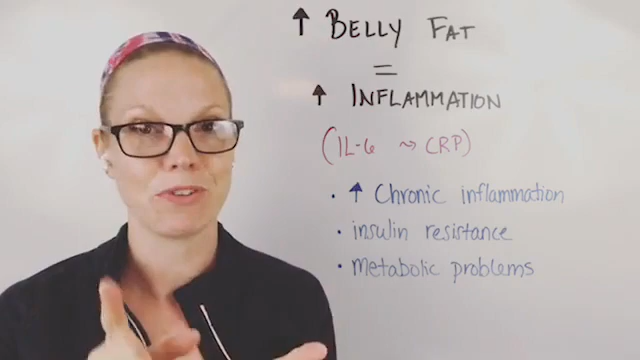 ↑ BELLY FAT
=
↑ INFLAMMATION
(IL-6 ⇝ CRP)
• ↑ Chronic inflammation
• insulin resistance
• metabolic problems